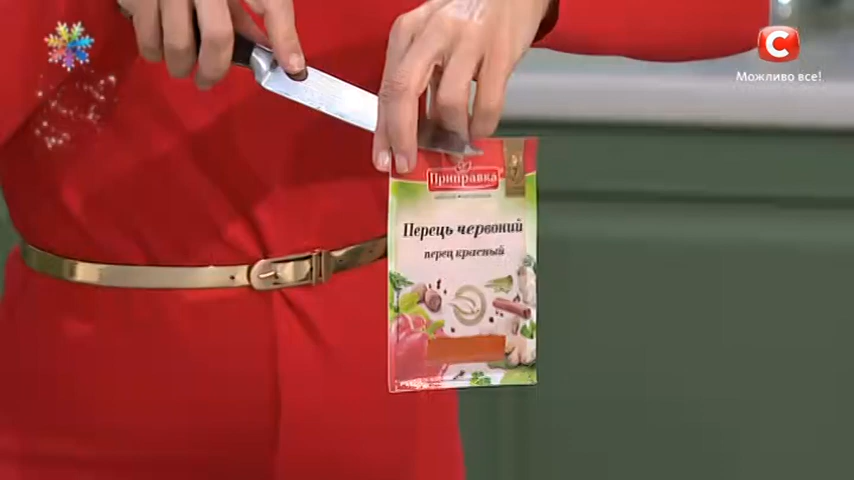 С
Можливо все!
Приправка
Перець червоний
перец красный